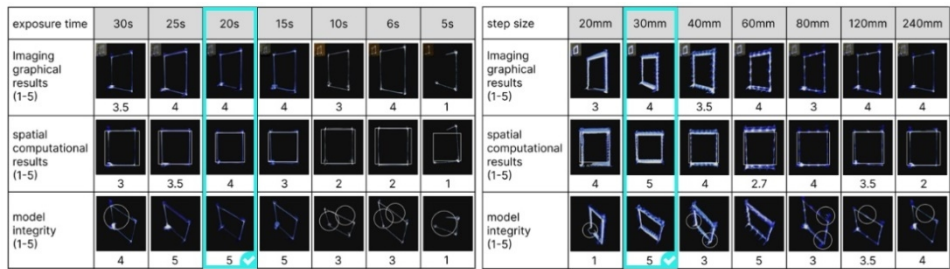 exposure time 30s 25s 20s 15s 10s 6s 5s
Imaging
graphical
results
(1-5)
3.5 4 4 4 3 4 1
spatial
computational
results
(1-5)
3 3.5 4 3 2 2 1
model
integrity
(1-5)
4 5 5 5 3 3 1
step size 20mm 30mm 40mm 60mm 80mm 120mm 240mm
Imaging
graphical
results
(1-5)
3 4 3.5 4 4 4 4
spatial
computational
results
(1-5)
4 5 4 2.7 4 3.5 2
model
integrity
(1-5)
1 5 3 5 3 3.5 4